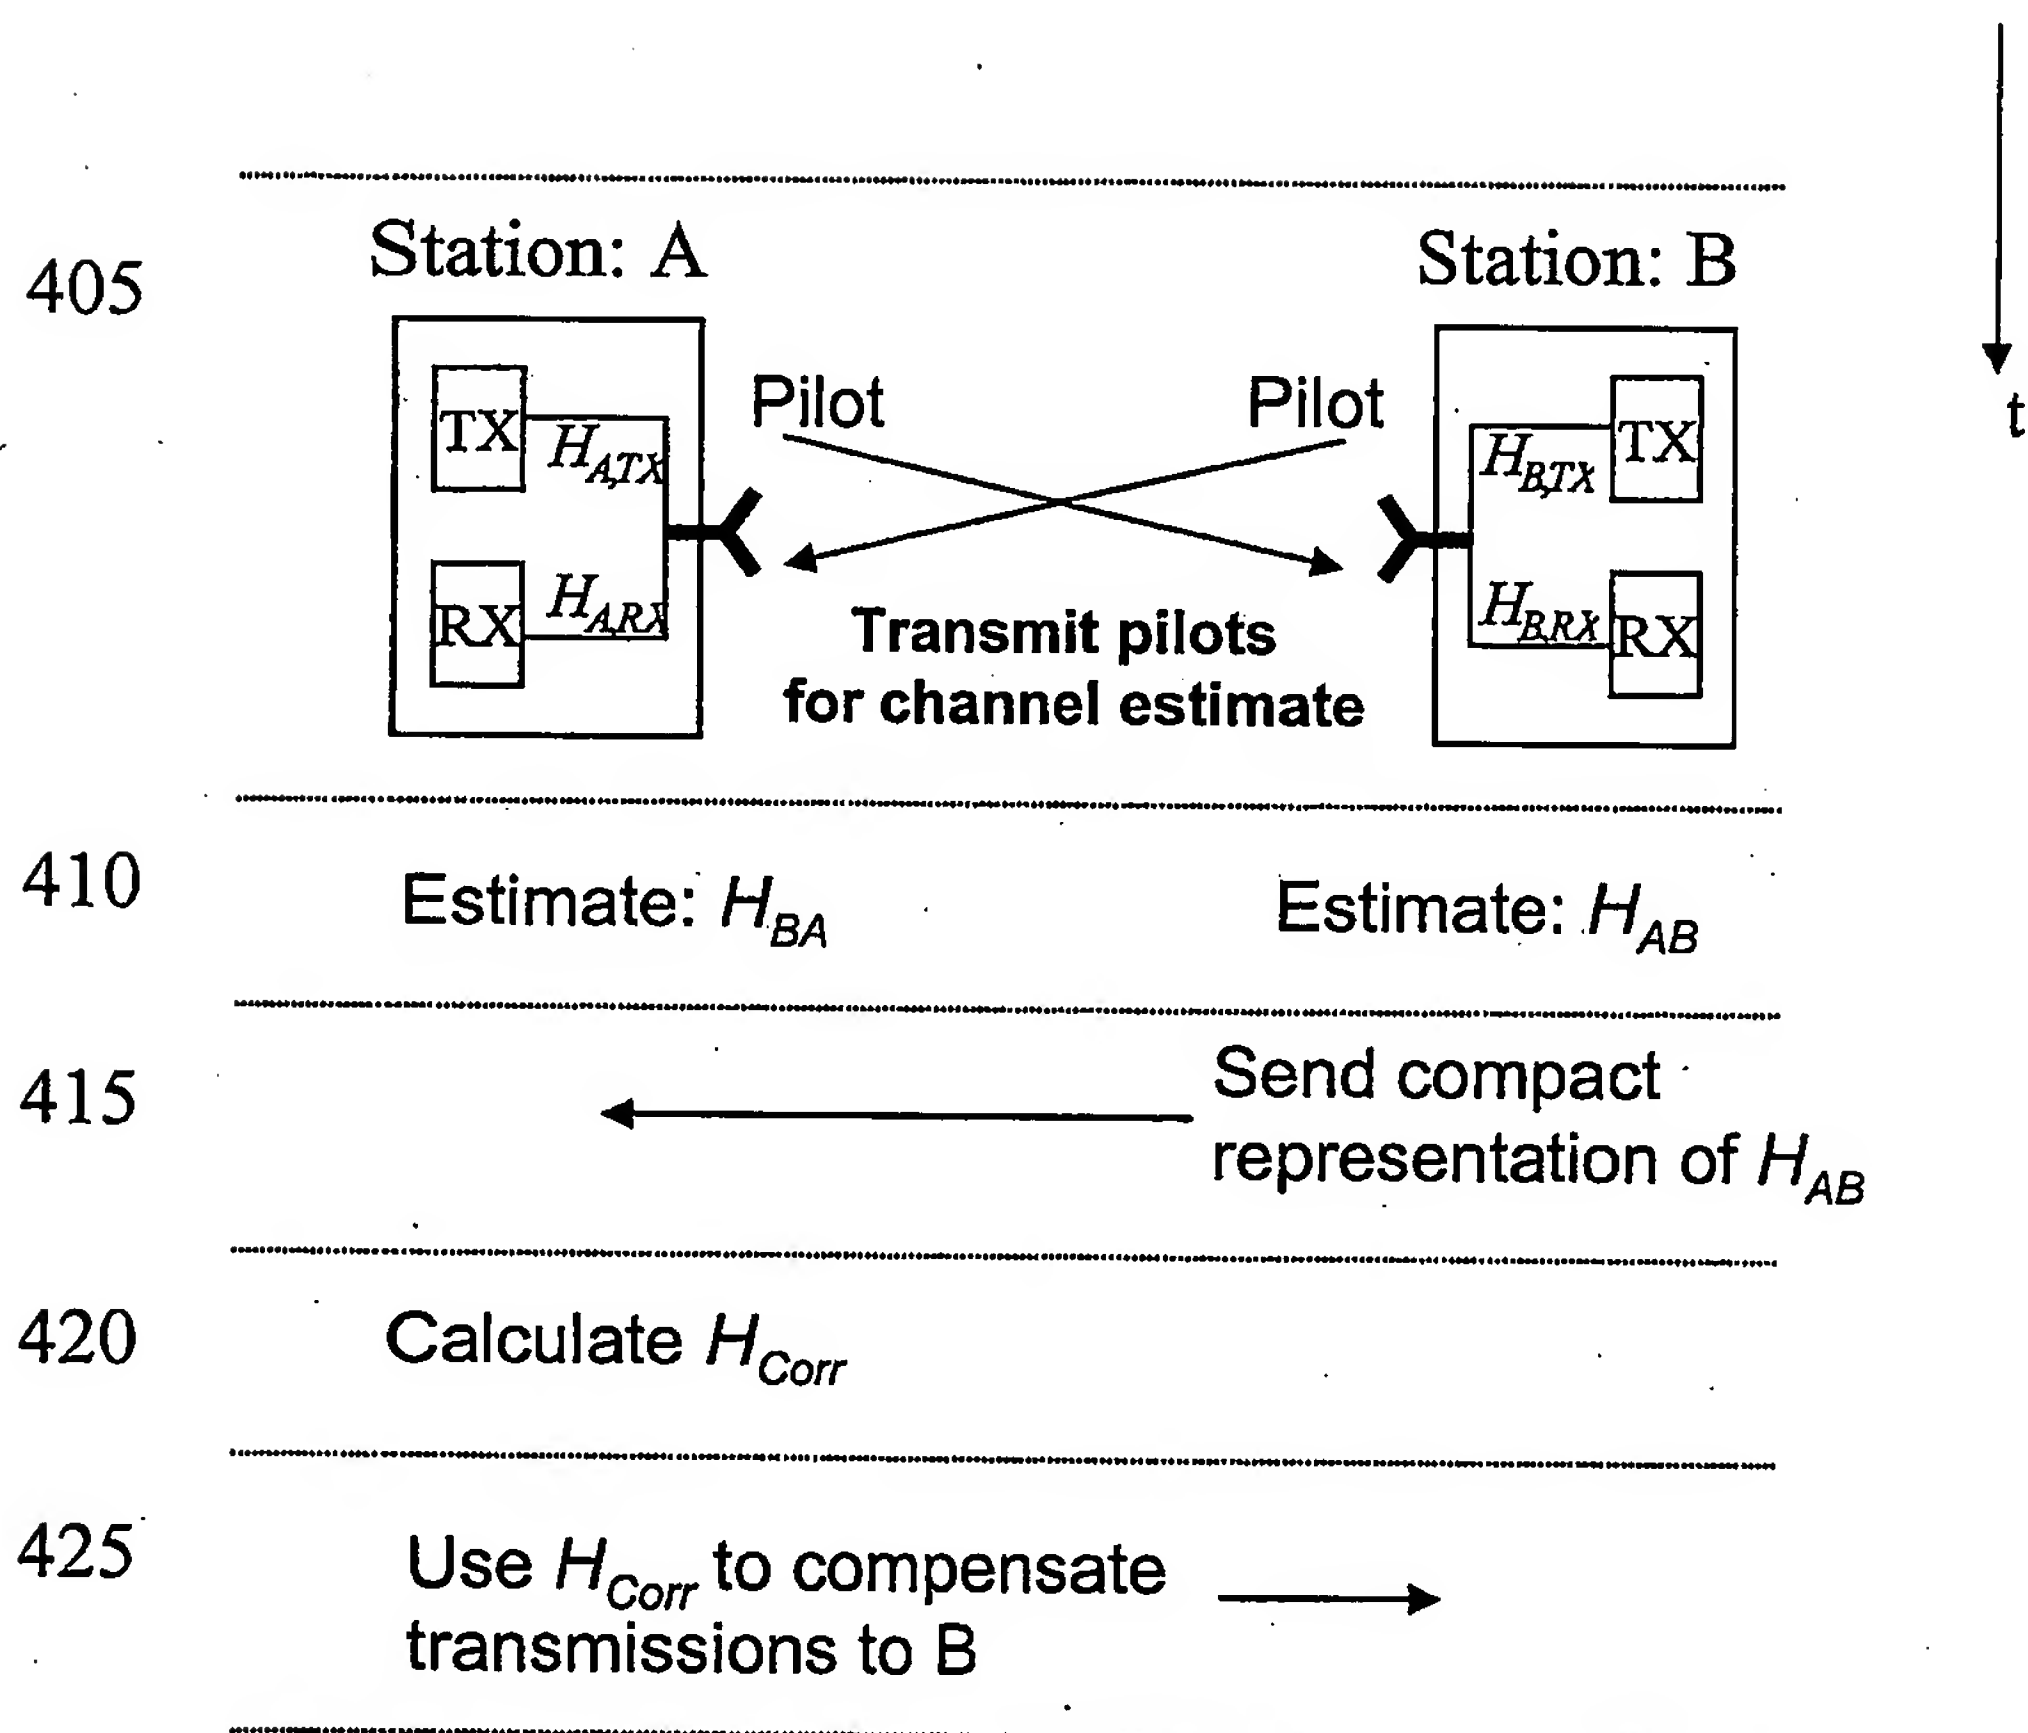 405
Station: A
Station: B
t
TX
H_A,TX
RX
H_A,RX
Pilot
Pilot
Transmit pilots
for channel estimate
H_B,TX
TX
H_B,RX
RX
410
Estimate: H_BA
Estimate: H_AB
415
Send compact
representation of H_AB
420
Calculate H_Corr
425
Use H_Corr to compensate
transmissions to B